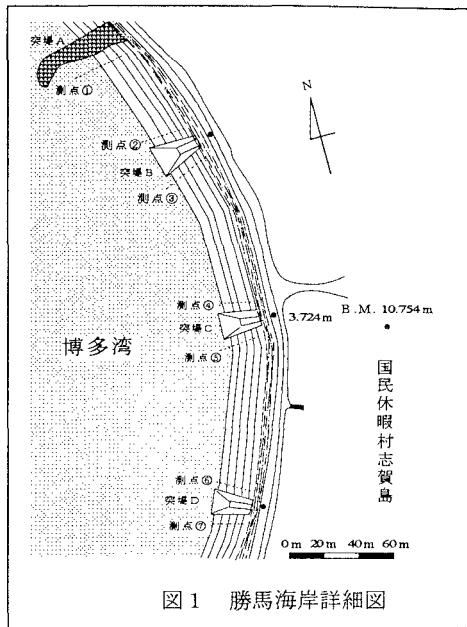 突堤A
測点①
N
測点②
突堤B
測点③
測点④
突堤C
3.724m
B.M. 10.754m
測点⑤
博多湾
国民休暇村志賀島
測点⑥
突堤D
測点⑦
0m 20m 40m 60m
図1 勝馬海岸詳細図